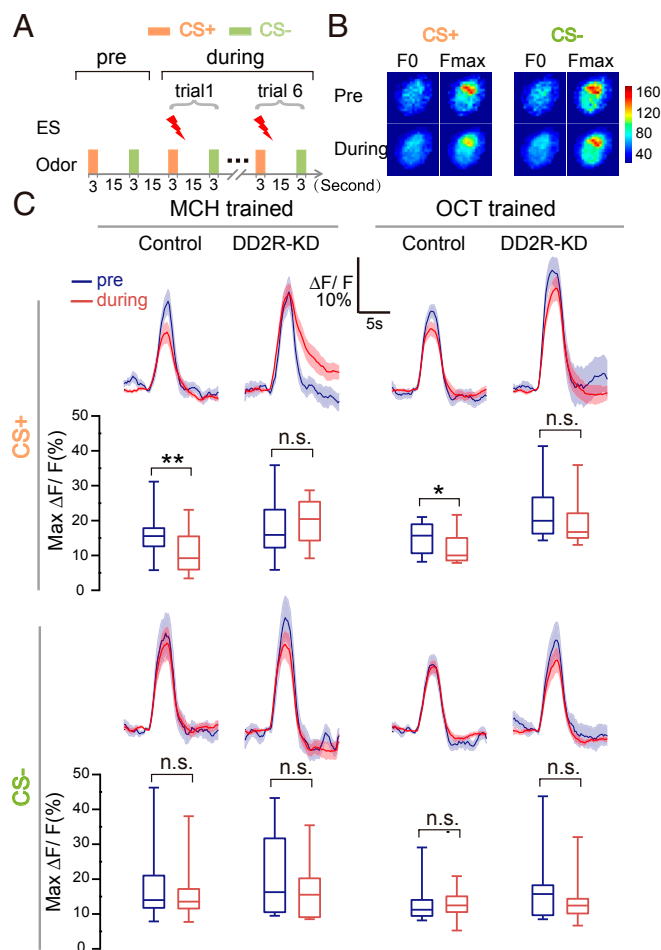 A
CS+ CS-
pre during
trial1 trial 6
ES
Odor
3 15 3 15 3 15 3 3 15 3 (Second)
B
CS+ CS-
F0 Fmax F0 Fmax
Pre
During
160
120
80
40
C
MCH trained OCT trained
Control DD2R-KD Control DD2R-KD
pre
during
ΔF/ F
10%
5s
CS+
Max ΔF/ F(%)
50
40
30
20
10
0
** n.s. * n.s.
CS-
Max ΔF/ F(%)
50
40
30
20
10
0
n.s. n.s. n.s. n.s.